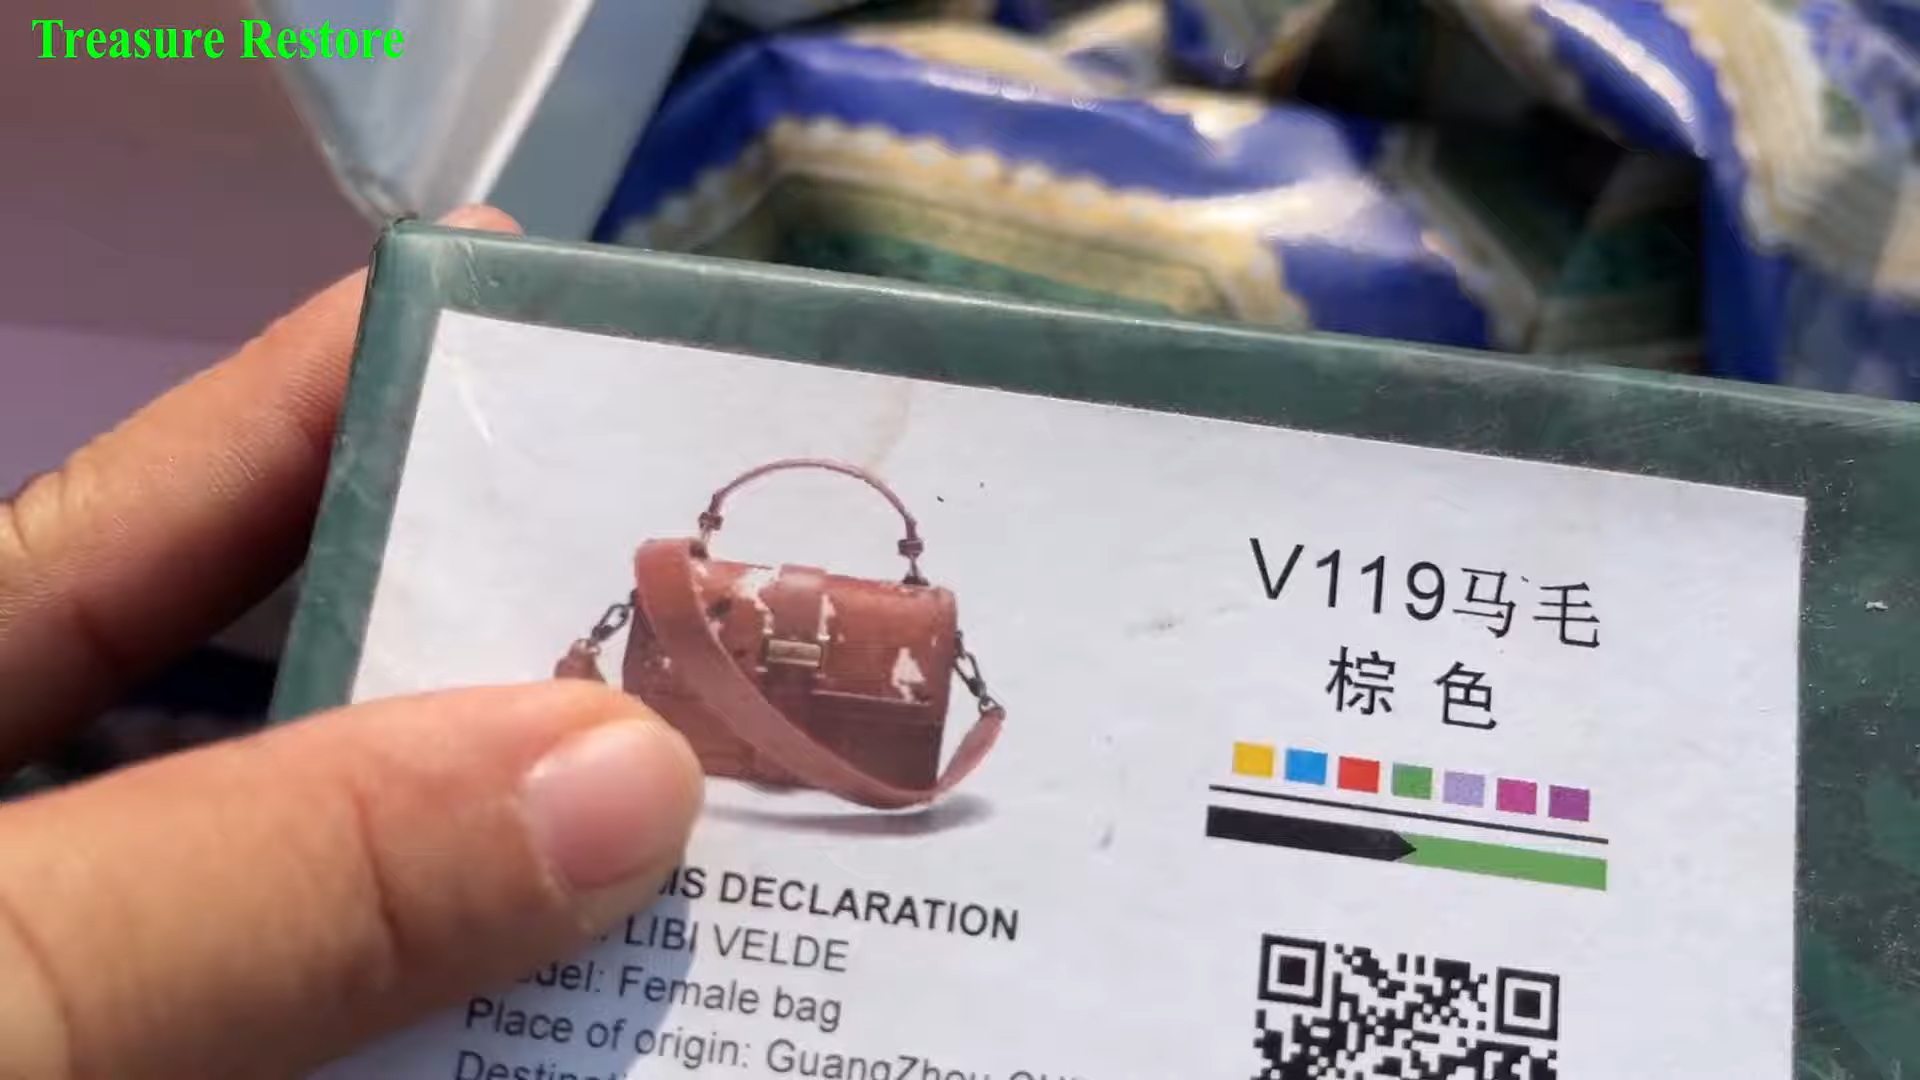 Treasure Restore
V119马毛
棕色
DECLARATION
LIBI VELDE
Female bag
Place of origin: GuangZhou